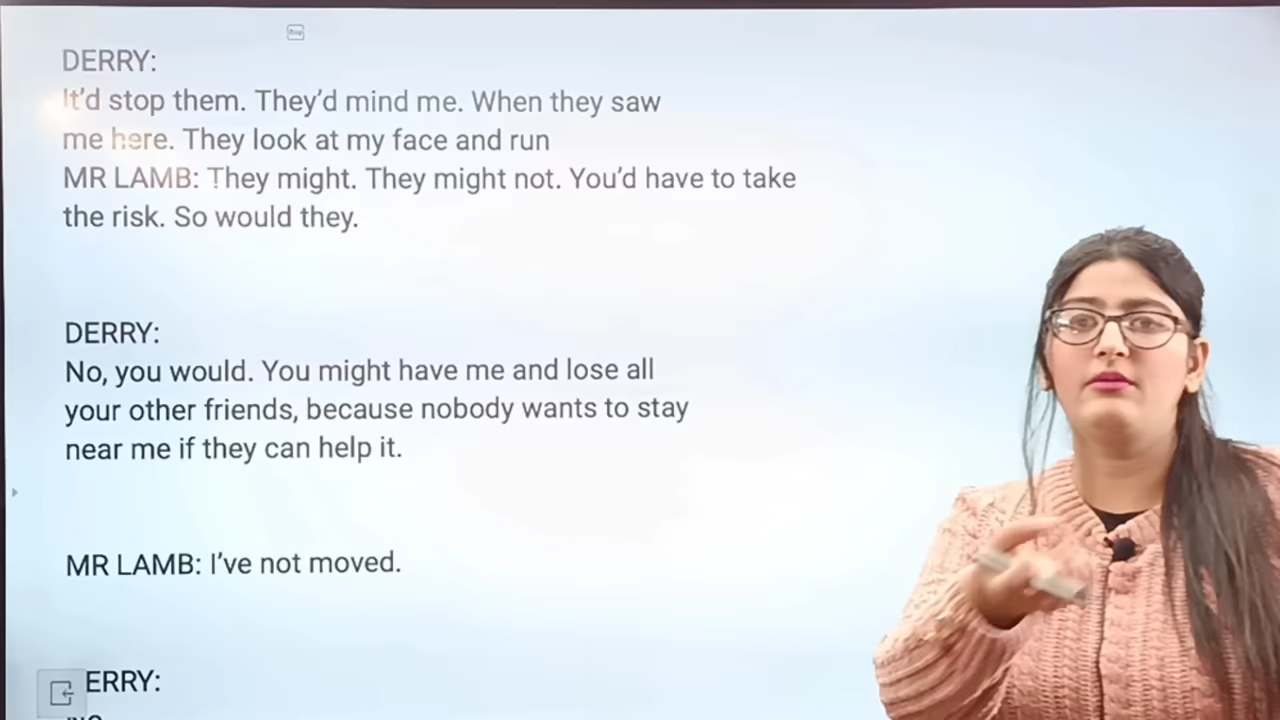 DERRY:
It'd stop them. They'd mind me. When they saw
me here. They look at my face and run
MR LAMB: They might. They might not. You'd have to take
the risk. So would they.
DERRY:
No, you would. You might have me and lose all
your other friends, because nobody wants to stay
near me if they can help it.
MR LAMB: I've not moved.
ERRY: